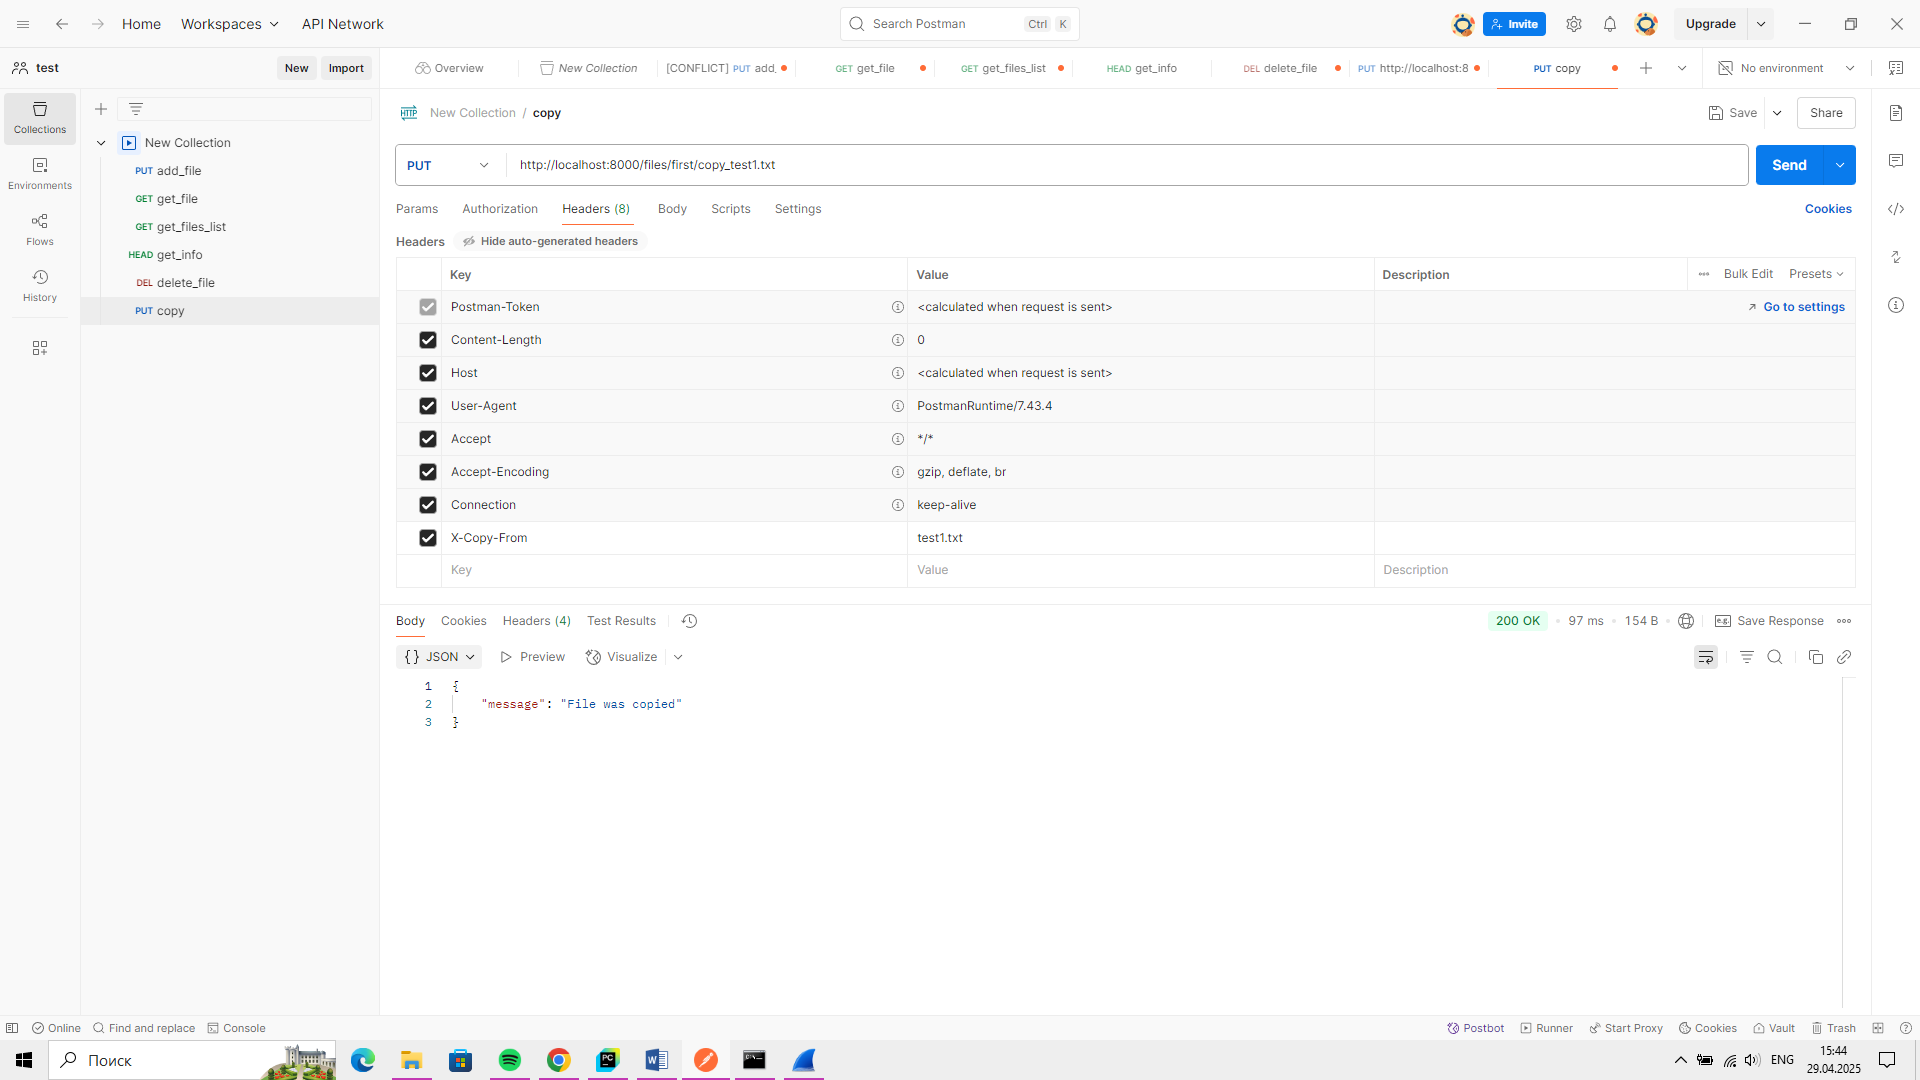 Home Workspaces API Network Search Postman Ctrl K Invite Upgrade
test New Import Overview New Collection [CONFLICT] PUT add_ GET get_file GET get_files_list HEAD get_info DEL delete_file PUT http://localhost:8 PUT copy No environment
Collections
Environments
Flows
History
New Collection
PUT add_file
GET get_file
GET get_files_list
HEAD get_info
DEL delete_file
PUT copy
HTTP New Collection / copy Save Share
PUT http://localhost:8000/files/first/copy_test1.txt Send
Params Authorization Headers (8) Body Scripts Settings Cookies
Headers Hide auto-generated headers
Key Value Description Bulk Edit Presets
Postman-Token <calculated when request is sent> Go to settings
Content-Length 0
Host <calculated when request is sent>
User-Agent PostmanRuntime/7.43.4
Accept */*
Accept-Encoding gzip, deflate, br
Connection keep-alive
X-Copy-From test1.txt
Key Value Description
Body Cookies Headers (4) Test Results 200 OK 97 ms 154 B e.g. Save Response
{} JSON Preview Visualize
1 {
2 "message": "File was copied"
3 }
Online Find and replace Console Postbot Runner Start Proxy Cookies Vault Trash
Поиск PC W ENG 15:44
29.04.2025